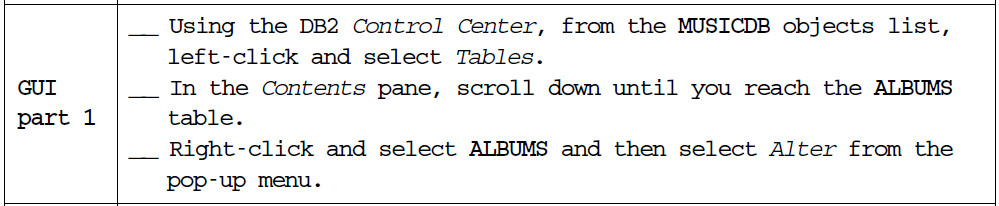 __ Using the DB2 Control Center, from the MUSICDB objects list,
left-click and select Tables.
GUI
part 1
__ In the Contents pane, scroll down until you reach the ALBUMS
table.
__ Right-click and select ALBUMS and then select Alter from the
pop-up menu.